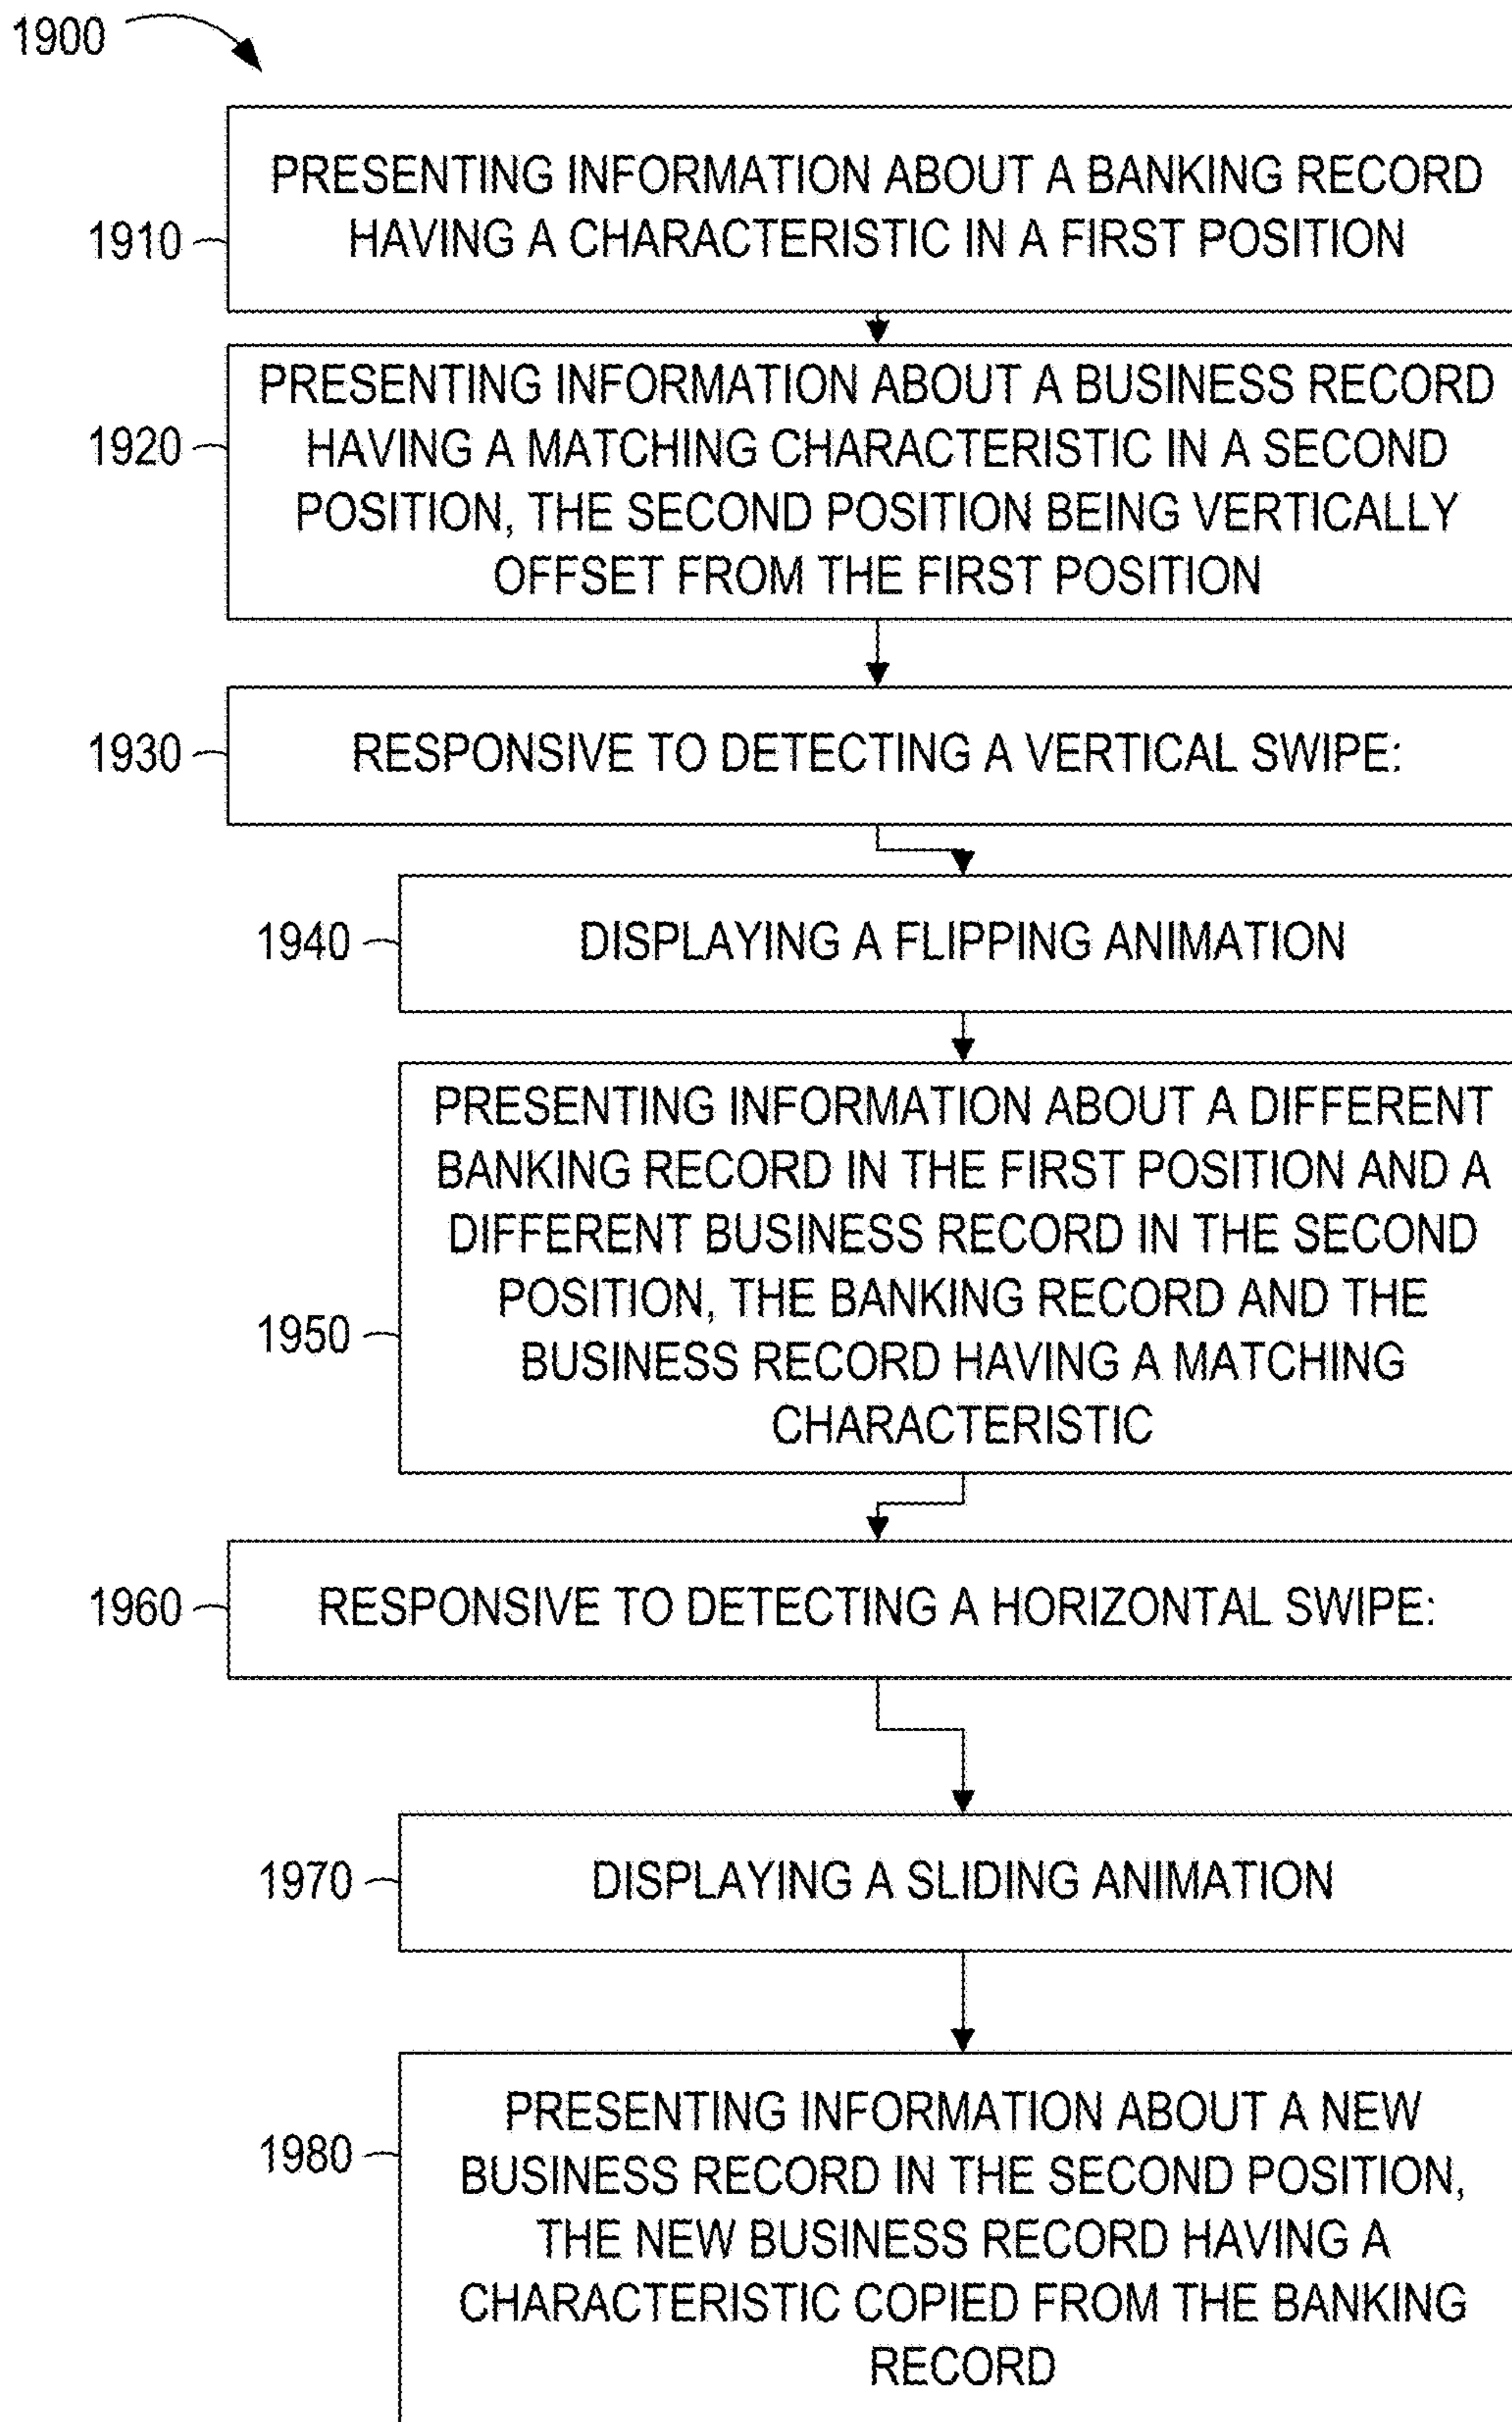 1900
PRESENTING INFORMATION ABOUT A BANKING RECORD
HAVING A CHARACTERISTIC IN A FIRST POSITION
1910
PRESENTING INFORMATION ABOUT A BUSINESS RECORD
HAVING A MATCHING CHARACTERISTIC IN A SECOND
POSITION, THE SECOND POSITION BEING VERTICALLY
OFFSET FROM THE FIRST POSITION
1920
1930
RESPONSIVE TO DETECTING A VERTICAL SWIPE:
1940
DISPLAYING A FLIPPING ANIMATION
PRESENTING INFORMATION ABOUT A DIFFERENT
BANKING RECORD IN THE FIRST POSITION AND A
DIFFERENT BUSINESS RECORD IN THE SECOND
POSITION, THE BANKING RECORD AND THE
BUSINESS RECORD HAVING A MATCHING
CHARACTERISTIC
1950
1960
RESPONSIVE TO DETECTING A HORIZONTAL SWIPE:
1970
DISPLAYING A SLIDING ANIMATION
PRESENTING INFORMATION ABOUT A NEW
BUSINESS RECORD IN THE SECOND POSITION,
THE NEW BUSINESS RECORD HAVING A
CHARACTERISTIC COPIED FROM THE BANKING
RECORD
1980